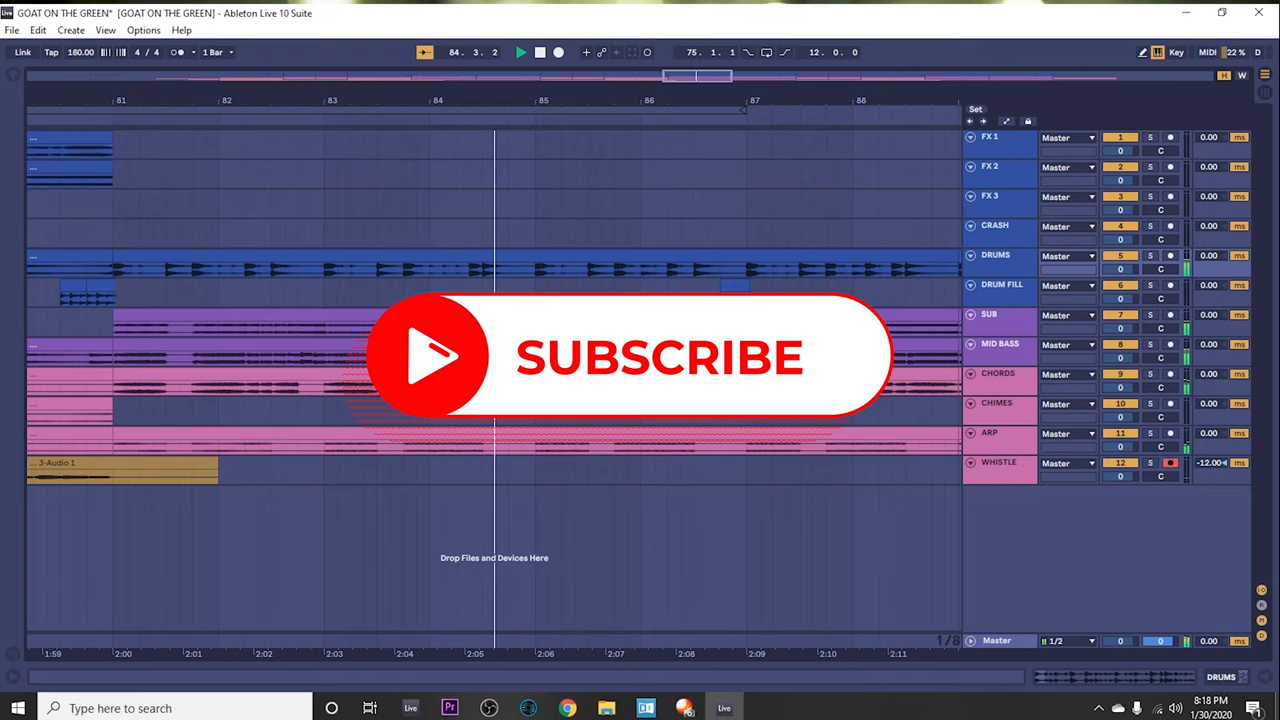 GOAT ON THE GREEN* [GOAT ON THE GREEN] - Ableton Live 10 Suite
File Edit Create View Options Help
Link Tap 160.00 4 / 4 1 Bar 84. 3. 2 75. 1. 1 12. 0. 0 Key MIDI 22 % D
H W
81 82 83 84 85 86 87 88
Set
... FX 1 Master 1 S 0.00 ms
0 C
... FX 2 Master 2 S 0.00 ms
0 C
FX 3 Master 3 S 0.00 ms
0 C
CRASH Master 4 S 0.00 ms
0 C
... DRUMS Master 5 S 0.00 ms
0 C
DRUM FILL Master 6 S 0.00 ms
0 C
SUB Master 7 S 0.00 ms
0 C
... MID BASS Master 8 S 0.00 ms
SUBSCRIBE
0 C
... CHORDS Master 9 S 0.00 ms
0 C
... CHIMES Master 10 S 0.00 ms
0 C
... ARP Master 11 S 0.00 ms
0 C
... 3-Audio 1 WHISTLE Master 12 S -12.00 ms
0 C
Drop Files and Devices Here
1/8 Master 1/2 0 0 0.00 ms
1:59 2:00 2:01 2:02 2:03 2:04 2:05 2:06 2:07 2:08 2:09 2:10 2:11
DRUMS
Type here to search Live Pr Live 8:18 PM
1/30/2020